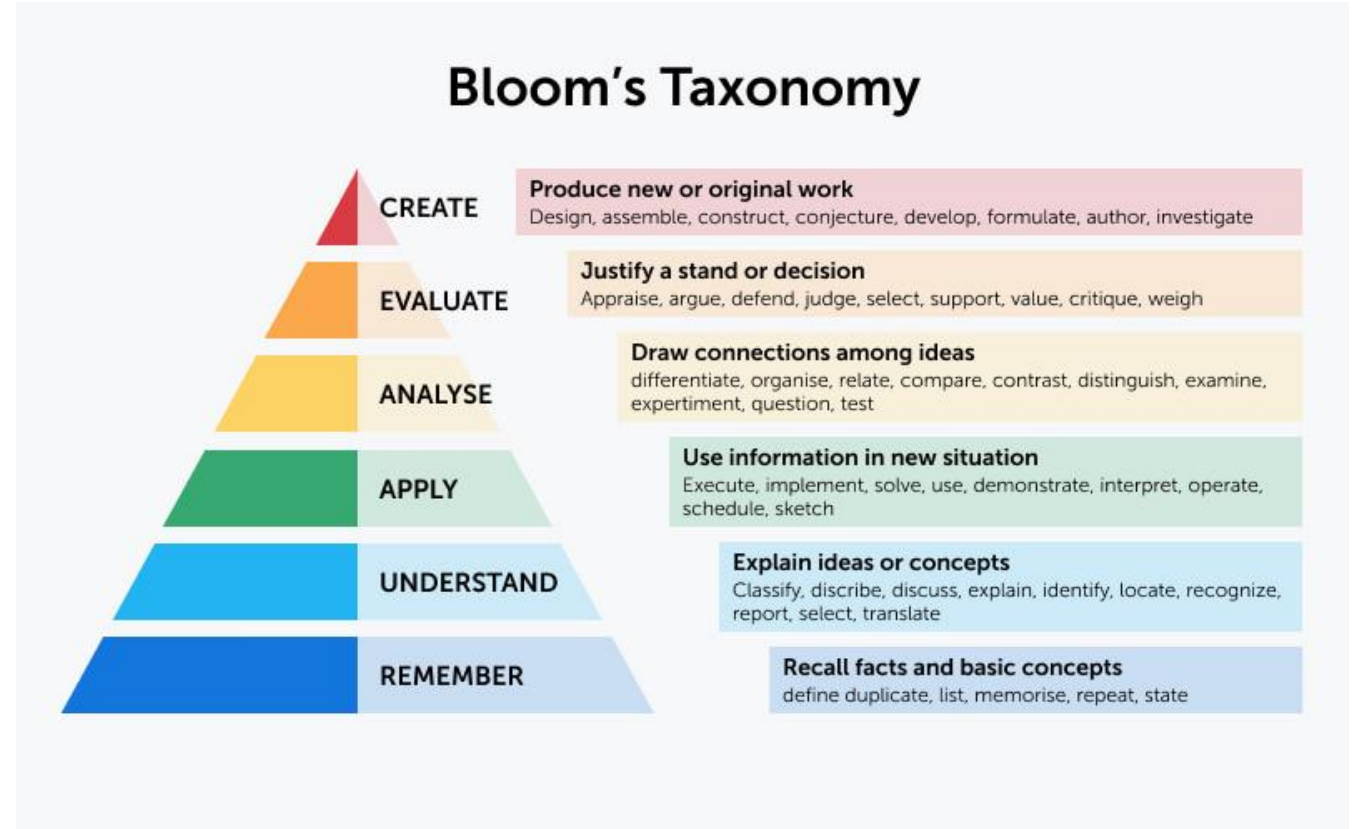 Bloom's Taxonomy
CREATE
Produce new or original work
Design, assemble, construct, conjecture, develop, formulate, author, investigate
EVALUATE
Justify a stand or decision
Appraise, argue, defend, judge, select, support, value, critique, weigh
ANALYSE
Draw connections among ideas
differentiate, organise, relate, compare, contrast, distinguish, examine,
expertiment, question, test
APPLY
Use information in new situation
Execute, implement, solve, use, demonstrate, interpret, operate,
schedule, sketch
UNDERSTAND
Explain ideas or concepts
Classify, discribe, discuss, explain, identify, locate, recognize,
report, select, translate
REMEMBER
Recall facts and basic concepts
define duplicate, list, memorise, repeat, state